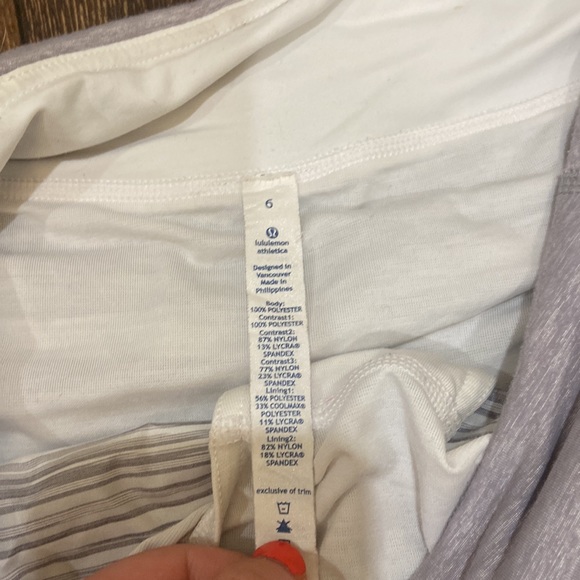 6
lululemon
athletica
Designed in
Vancouver
Made in
Philippines
Body:
100% POLYESTER
Contrast1:
100% POLYESTER
Contrast2:
87% NYLON
13% LYCRA®
SPANDEX
Contrast3:
77% NYLON
23% LYCRA®
SPANDEX
Lining1:
56% POLYESTER
33% COOLMAX®
POLYESTER
11% LYCRA®
SPANDEX
Lining2:
82% NYLON
18% LYCRA®
SPANDEX
exclusive of trim